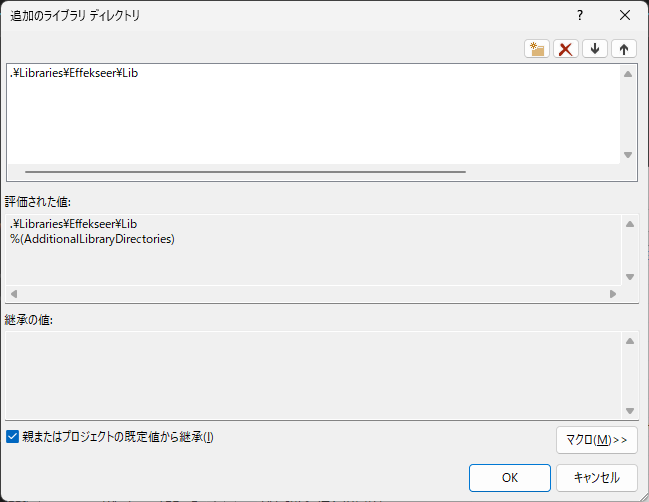 追加のライブラリ ディレクトリ
.¥Libraries¥Effekseer¥Lib
評価された値:
.¥Libraries¥Effekseer¥Lib
%(AdditionalLibraryDirectories)
継承の値:
親またはプロジェクトの既定値から継承(I)
マクロ(M)>>
OK
キャンセル